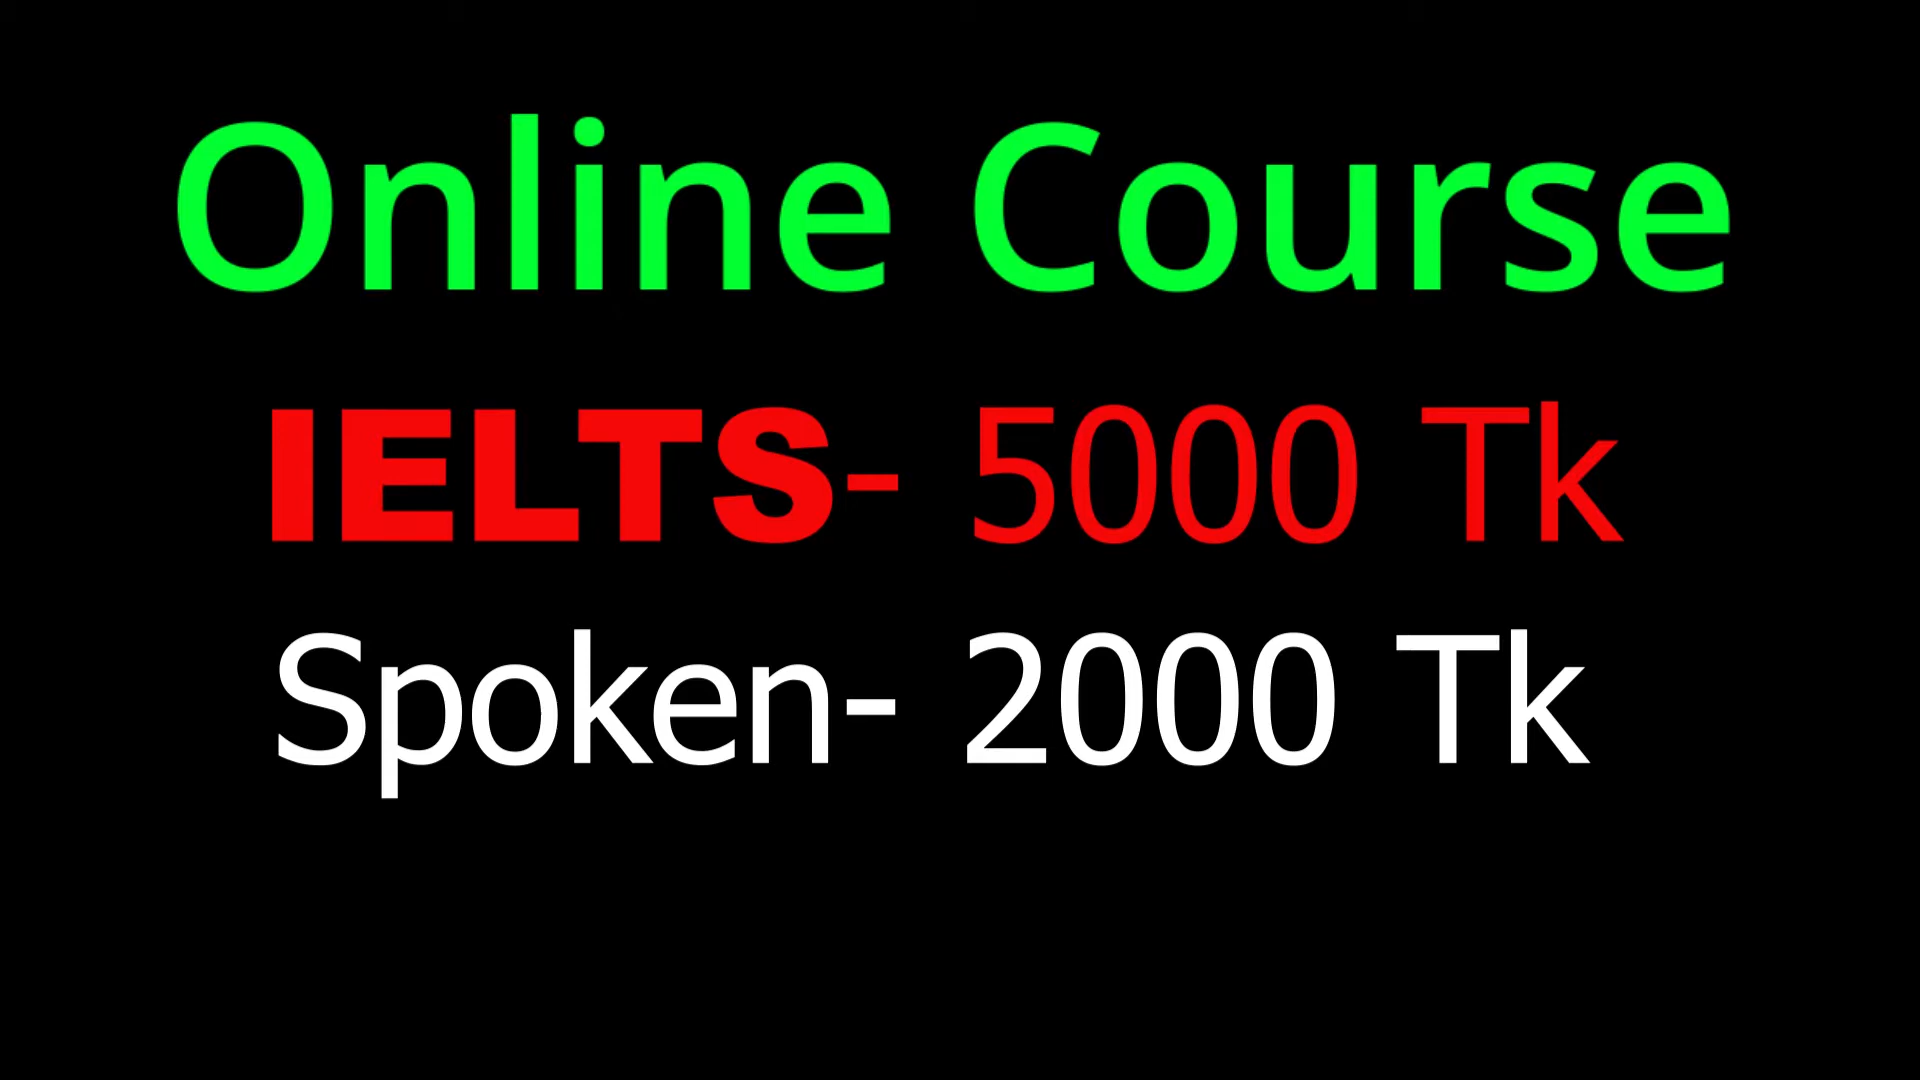 Online Course
IELTS- 5000 Tk
Spoken- 2000 Tk